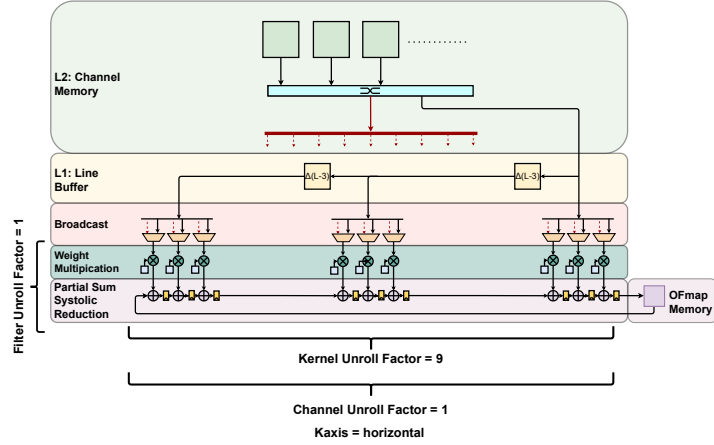 L2: Channel
Memory
L1: Line
Buffer
Δ(L-3)
Δ(L-3)
Broadcast
Weight
Multipication
Partial Sum
Systolic
Reduction
OFmap
Memory
Filter Unroll Factor = 1
Kernel Unroll Factor = 9
Channel Unroll Factor = 1
Kaxis = horizontal